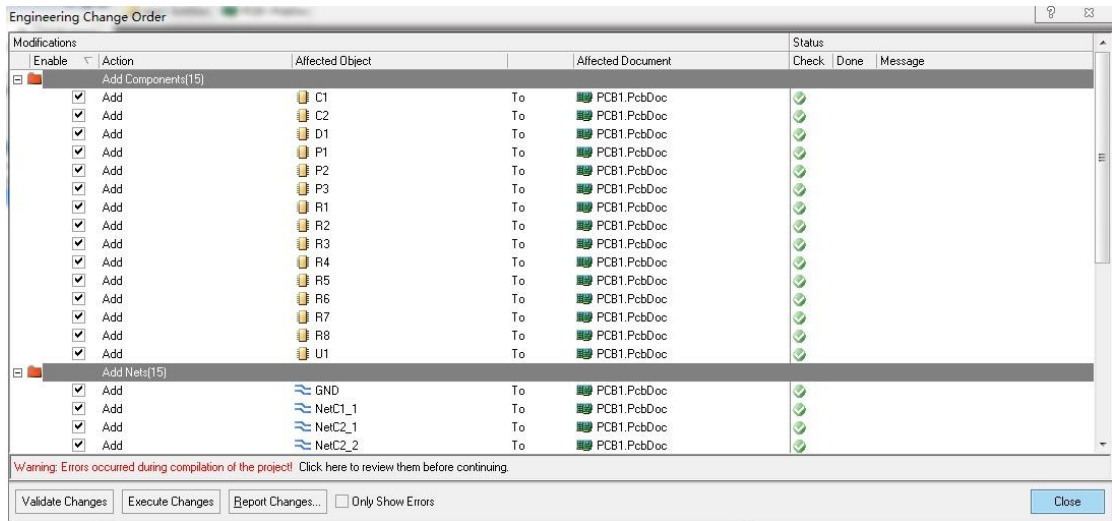 Engineering Change Order
Modifications Status
Enable Action Affected Object Affected Document Check Done Message
Add Components(15)
Add C1 To PCB1.PcbDoc
Add C2 To PCB1.PcbDoc
Add D1 To PCB1.PcbDoc
Add P1 To PCB1.PcbDoc
Add P2 To PCB1.PcbDoc
Add P3 To PCB1.PcbDoc
Add R1 To PCB1.PcbDoc
Add R2 To PCB1.PcbDoc
Add R3 To PCB1.PcbDoc
Add R4 To PCB1.PcbDoc
Add R5 To PCB1.PcbDoc
Add R6 To PCB1.PcbDoc
Add R7 To PCB1.PcbDoc
Add R8 To PCB1.PcbDoc
Add U1 To PCB1.PcbDoc
Add Nets(15)
Add GND To PCB1.PcbDoc
Add NetC1_1 To PCB1.PcbDoc
Add NetC2_1 To PCB1.PcbDoc
Add NetC2_2 To PCB1.PcbDoc
Warning: Errors occurred during compilation of the project! Click here to review them before continuing.
Validate Changes Execute Changes Report Changes... Only Show Errors Close